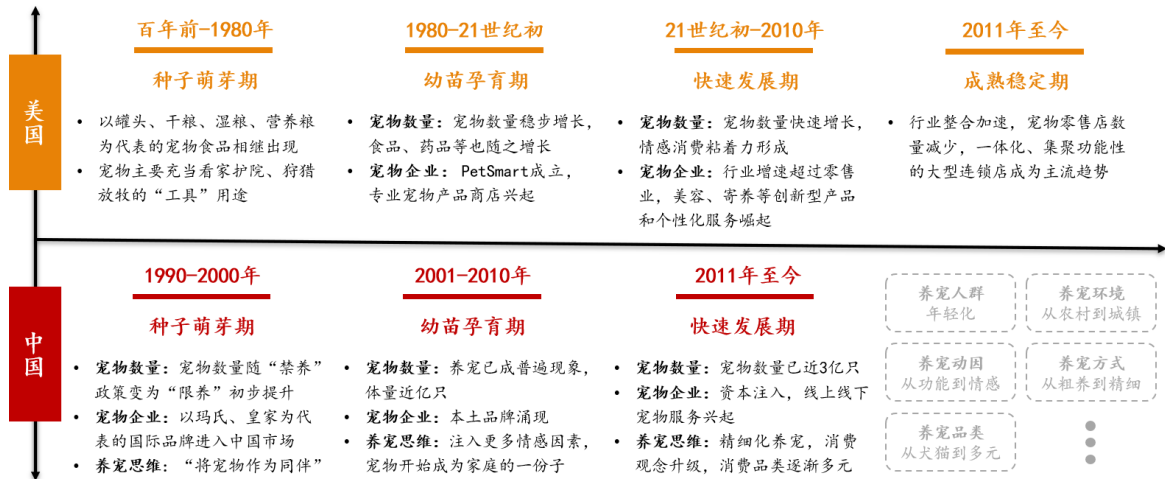 美国
百年前-1980年
种子萌芽期
• 以罐头、干粮、湿粮、营养粮
为代表的宠物食品相继出现
• 宠物主要充当看家护院、狩猎
放牧的“工具”用途
1980-21世纪初
幼苗孕育期
• 宠物数量：宠物数量稳步增长，
食品、药品等也随之增长
• 宠物企业：PetSmart成立，
专业宠物产品商店兴起
21世纪初-2010年
快速发展期
• 宠物数量：宠物数量快速增长，
情感消费粘着力形成
• 宠物企业：行业增速超过零售
业，美容、寄养等创新型产品
和个性化服务崛起
2011年至今
成熟稳定期
• 行业整合加速，宠物零售店数
量减少，一体化、集聚功能性
的大型连锁店成为主流趋势
中国
1990-2000年
种子萌芽期
• 宠物数量：宠物数量随“禁养”
政策变为“限养”初步提升
• 宠物企业：以玛氏、皇家为代
表的国际品牌进入中国市场
• 养宠思维：“将宠物作为同伴”
2001-2010年
幼苗孕育期
• 宠物数量：养宠已成普遍现象，
体量近亿只
• 宠物企业：本土品牌涌现
• 养宠思维：注入更多情感因素，
宠物开始成为家庭的一份子
2011年至今
快速发展期
• 宠物数量：宠物数量已近3亿只
• 宠物企业：资本注入，线上线下
宠物服务兴起
• 养宠思维：精细化养宠，消费
观念升级，消费品类逐渐多元
养宠人群
年轻化
养宠环境
从农村到城镇
养宠动因
从功能到情感
养宠方式
从粗养到精细
养宠品类
从犬猫到多元